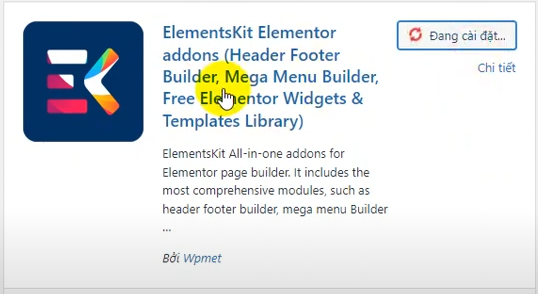 ElementsKit Elementor
addons (Header Footer
Builder, Mega Menu Builder,
Free Elementor Widgets &
Templates Library)
Đang cài đặt...
Chi tiết
ElementsKit All-in-one addons for
Elementor page builder. It includes the
most comprehensive modules, such as
header footer builder, mega menu Builder
...
Bởi Wpmet